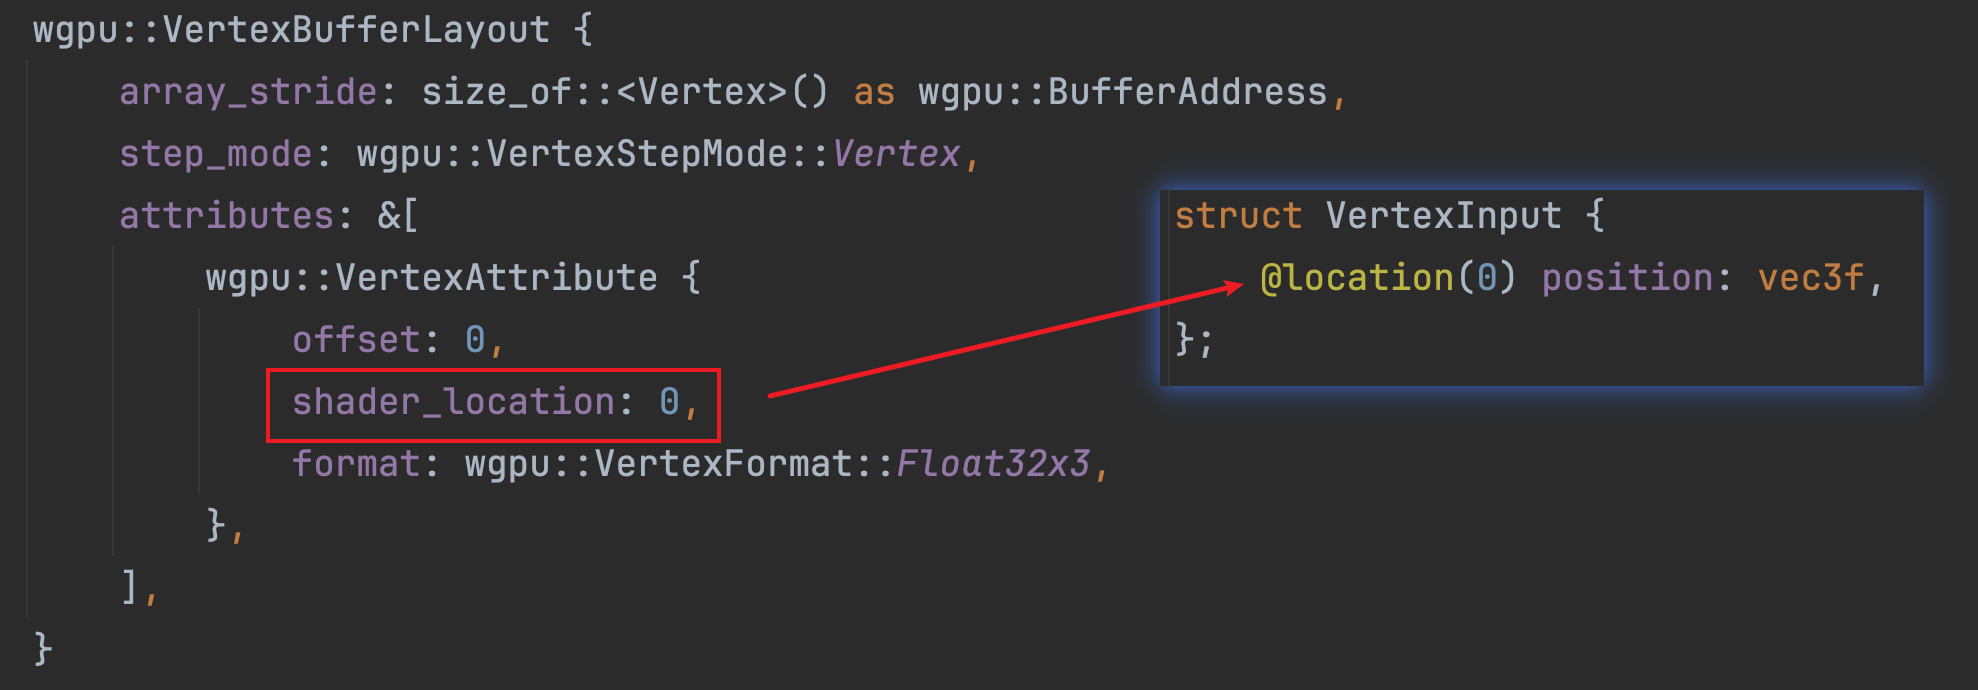 wgpu::VertexBufferLayout {
array_stride: size_of::<Vertex>() as wgpu::BufferAddress,
step_mode: wgpu::VertexStepMode::Vertex,
attributes: &[
wgpu::VertexAttribute {
offset: 0,
shader_location: 0,
format: wgpu::VertexFormat::Float32x3,
},
],
}
struct VertexInput {
@location(0) position: vec3f,
};